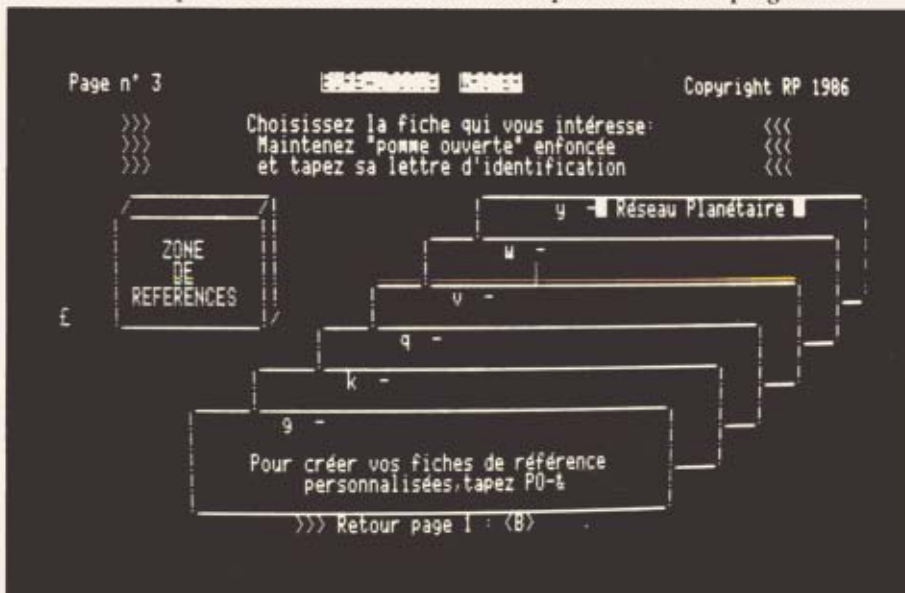 Page n° 3
Copyright RP 1986
>>> Choisissez la fiche qui vous intéresse: <<<
>>> Maintenez "pomme ouverte" enfoncée <<<
>>> et tapez sa lettre d'identification <<<
y - Réseau Planétaire
ZONE
DE
REFERENCES
w -
v -
£
q -
k -
g -
Pour créer vos fiches de référence
personnalisées,tapez PO-&
>>> Retour page 1 : <B>